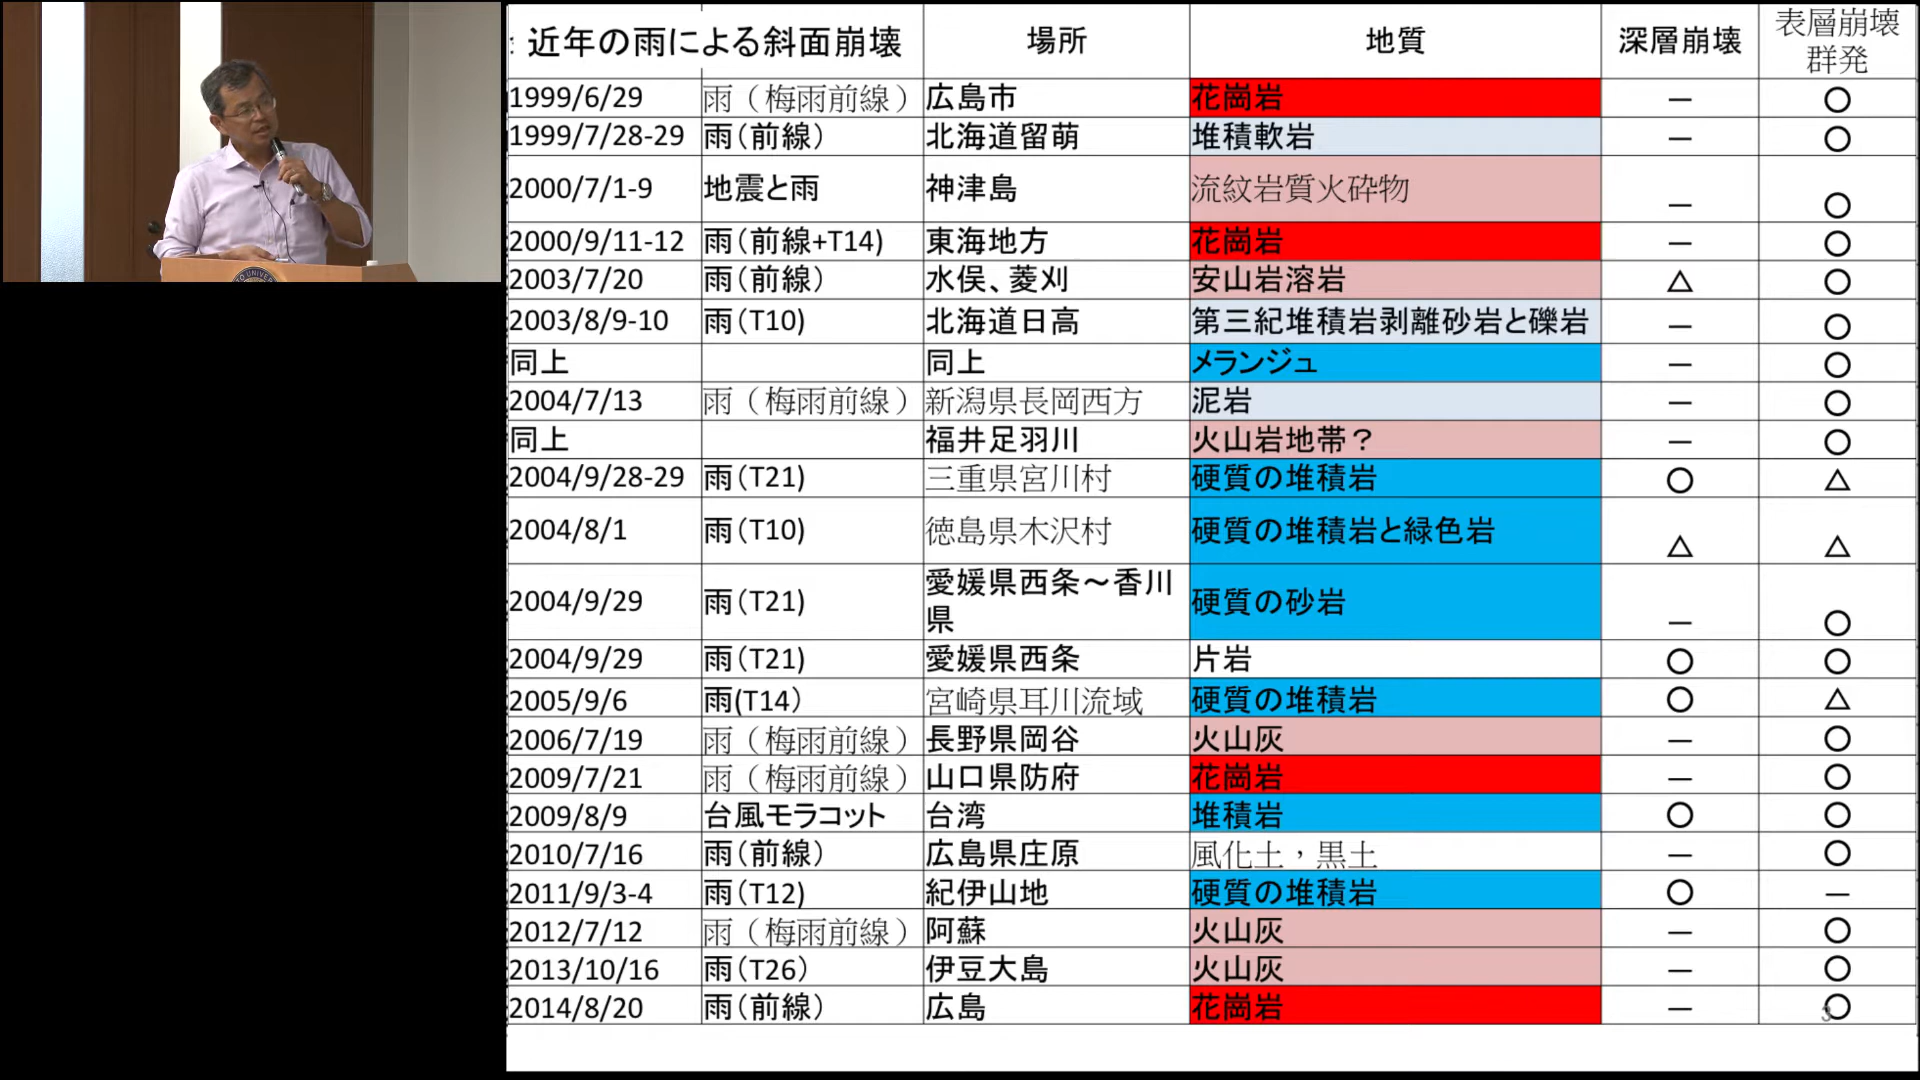 近年の雨による斜面崩壊 場所 地質 深層崩壊 表層崩壊群発
1999/6/29 雨（梅雨前線） 広島市 花崗岩 － ○
1999/7/28-29 雨（前線） 北海道留萌 堆積軟岩 － ○
2000/7/1-9 地震と雨 神津島 流紋岩質火砕物 － ○
2000/9/11-12 雨（前線+T14) 東海地方 花崗岩 － ○
2003/7/20 雨（前線） 水俣、菱刈 安山岩溶岩 △ ○
2003/8/9-10 雨（T10) 北海道日高 第三紀堆積岩剥離砂岩と礫岩 － ○
同上 同上 メランジュ － ○
2004/7/13 雨（梅雨前線） 新潟県長岡西方 泥岩 － ○
同上 福井足羽川 火山岩地帯？ － ○
2004/9/28-29 雨（T21) 三重県宮川村 硬質の堆積岩 ○ △
2004/8/1 雨（T10) 徳島県木沢村 硬質の堆積岩と緑色岩 △ △
2004/9/29 雨（T21) 愛媛県西条～香川県 硬質の砂岩 － ○
2004/9/29 雨（T21) 愛媛県西条 片岩 ○ ○
2005/9/6 雨(T14） 宮崎県耳川流域 硬質の堆積岩 ○ △
2006/7/19 雨（梅雨前線） 長野県岡谷 火山灰 － ○
2009/7/21 雨（梅雨前線） 山口県防府 花崗岩 － ○
2009/8/9 台風モラコット 台湾 堆積岩 ○ ○
2010/7/16 雨（前線） 広島県庄原 風化土，黒土 － ○
2011/9/3-4 雨（T12) 紀伊山地 硬質の堆積岩 ○ －
2012/7/12 雨（梅雨前線） 阿蘇 火山灰 － ○
2013/10/16 雨（T26） 伊豆大島 火山灰 － ○
2014/8/20 雨（前線） 広島 花崗岩 － ○
3